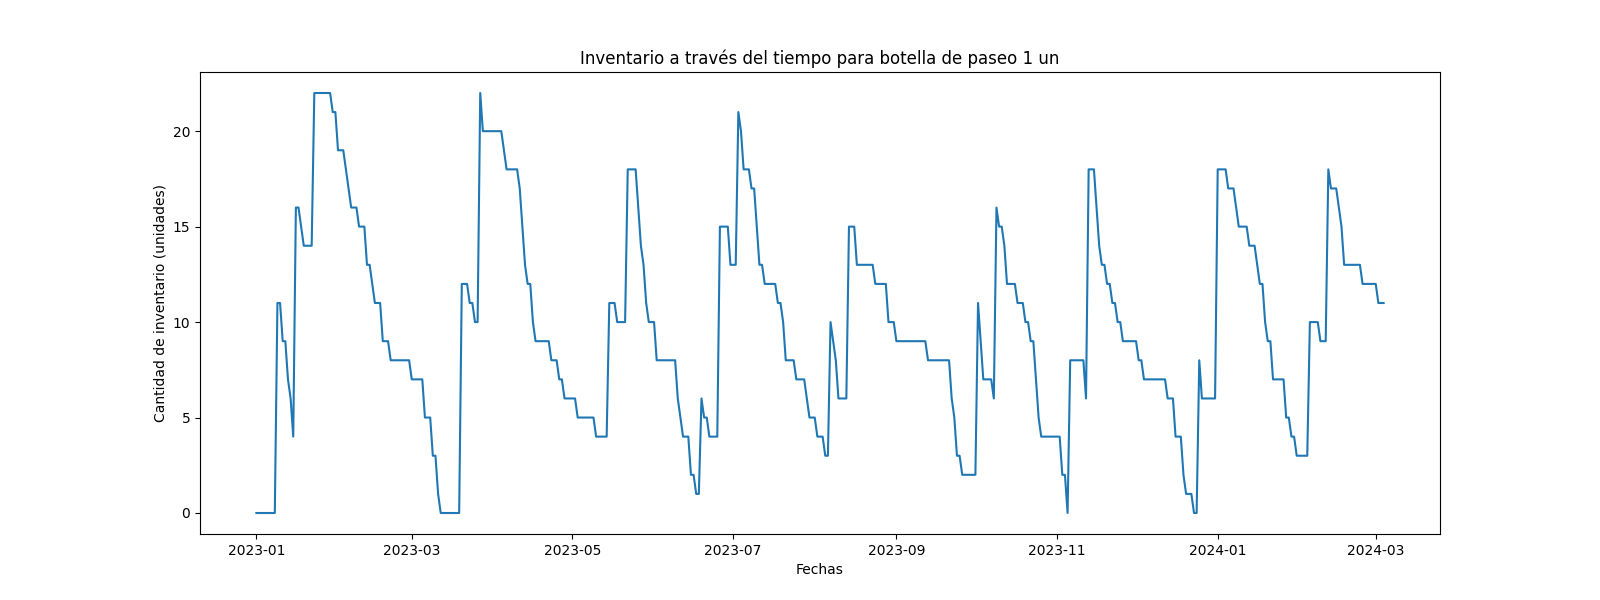 Inventario a través del tiempo para botella de paseo 1 un
Cantidad de inventario (unidades)
20
15
10
5
0
2023-01 2023-03 2023-05 2023-07 2023-09 2023-11 2024-01 2024-03
Fechas